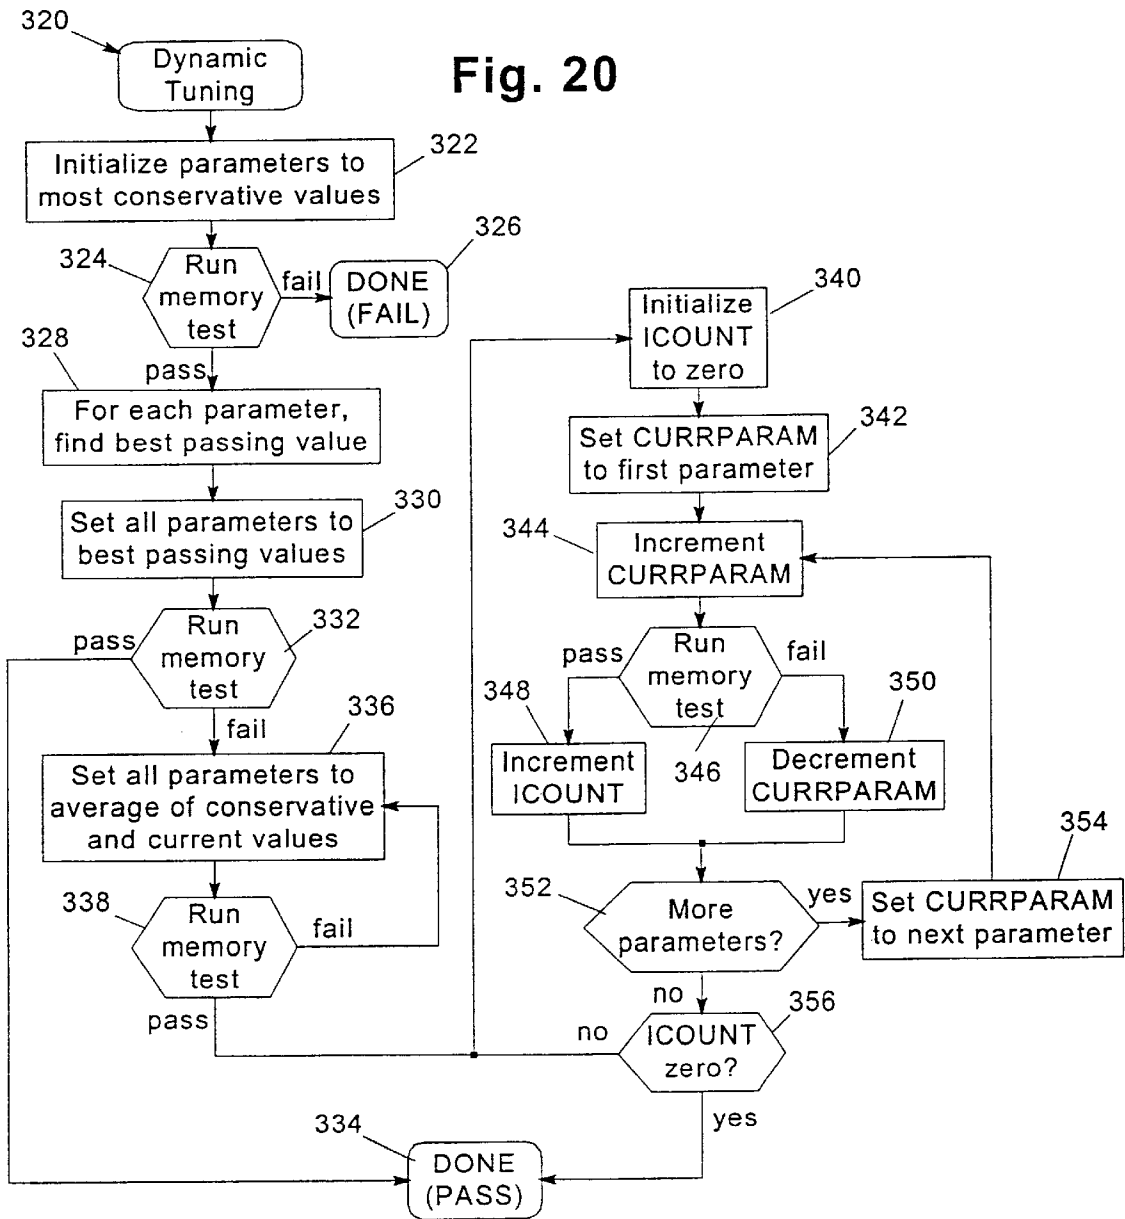 320
Dynamic
Tuning
Fig. 20
322
Initialize parameters to
most conservative values
324
Run
memory
test
fail
326
DONE
(FAIL)
pass
328
For each parameter,
find best passing value
330
Set all parameters to
best passing values
pass
Run
memory
test
332
fail
336
Set all parameters to
average of conservative
and current values
338
Run
memory
test
fail
pass
340
Initialize
ICOUNT
to zero
342
Set CURRPARAM
to first parameter
344
Increment
CURRPARAM
pass
Run
memory
test
fail
346
348
Increment
ICOUNT
350
Decrement
CURRPARAM
352
More
parameters?
yes
354
Set CURRPARAM
to next parameter
no
356
no
ICOUNT
zero?
yes
334
DONE
(PASS)